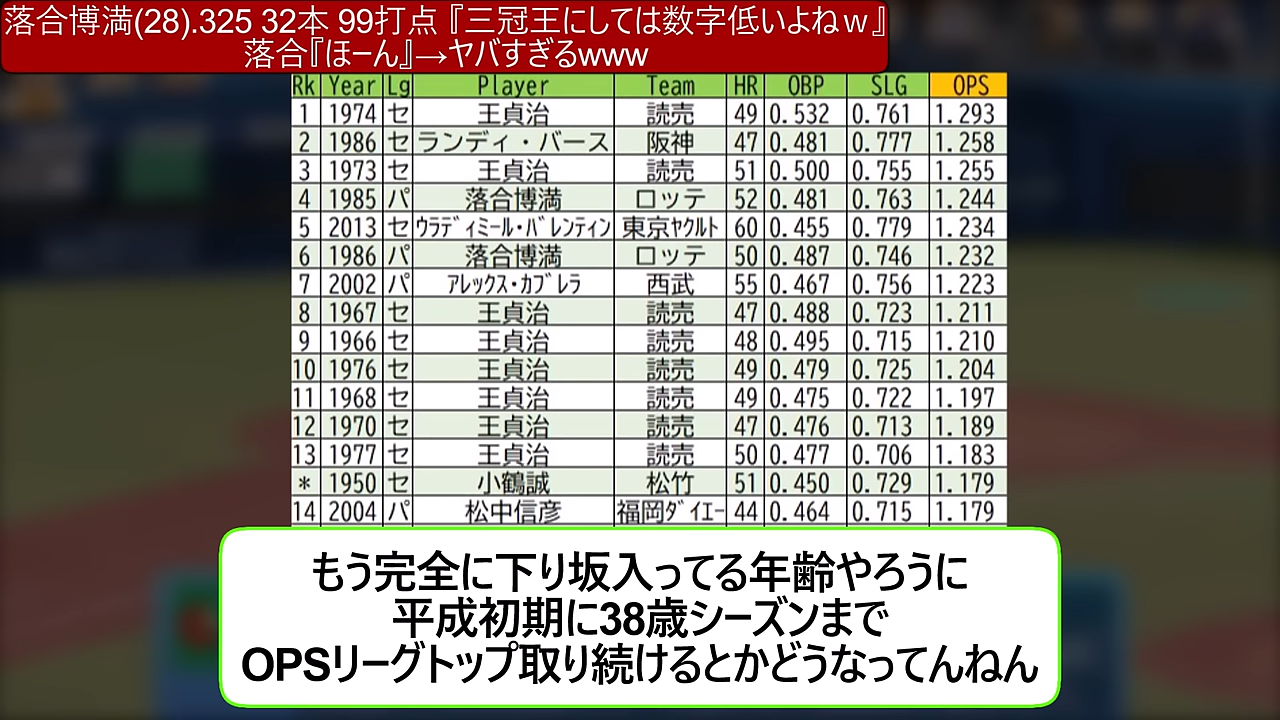 落合博満(28).325 32本 99打点『三冠王にしては数字低いよねｗ』
落合『ほーん』→ヤバすぎるwww
Rk Year Lg Player Team HR OBP SLG OPS
1 1974 セ 王貞治 読売 49 0.532 0.761 1.293
2 1986 セ ランディ・バース 阪神 47 0.481 0.777 1.258
3 1973 セ 王貞治 読売 51 0.500 0.755 1.255
4 1985 パ 落合博満 ロッテ 52 0.481 0.763 1.244
5 2013 セ ｳﾗﾃﾞｨﾐｰﾙ・ﾊﾞﾚﾝﾃｨﾝ 東京ﾔｸﾙﾄ 60 0.455 0.779 1.234
6 1986 パ 落合博満 ロッテ 50 0.487 0.746 1.232
7 2002 パ ｱﾚｯｸｽ・ｶﾌﾞﾚﾗ 西武 55 0.467 0.756 1.223
8 1967 セ 王貞治 読売 47 0.488 0.723 1.211
9 1966 セ 王貞治 読売 48 0.495 0.715 1.210
10 1976 セ 王貞治 読売 49 0.479 0.725 1.204
11 1968 セ 王貞治 読売 49 0.475 0.722 1.197
12 1970 セ 王貞治 読売 47 0.476 0.713 1.189
13 1977 セ 王貞治 読売 50 0.477 0.706 1.183
* 1950 セ 小鶴誠 松竹 51 0.450 0.729 1.179
14 2004 パ 松中信彦 福岡ﾀﾞｲｴｰ 44 0.464 0.715 1.179
もう完全に下り坂入ってる年齢やろうに
平成初期に38歳シーズンまで
OPSリーグトップ取り続けるとかどうなってんねん